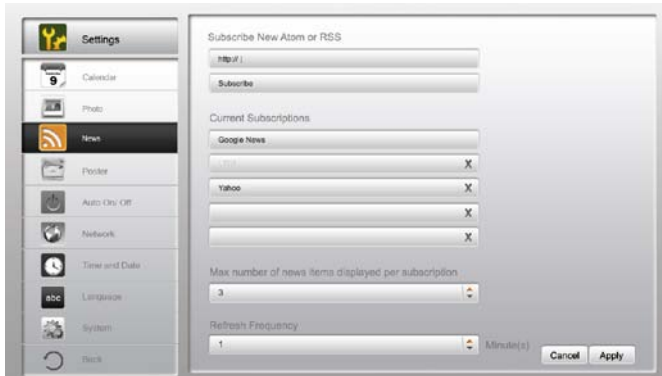 Settings
9
Calendar
Photo
News
Poster
Auto On/ Off
Network
Time and Date
abc
Language
System
Back
Subscribe New Atom or RSS
http:// |
Subscribe
Current Subscriptions
Google News
X
Yahoo X
X
X
Max number of news items displayed per subscription
3
Refresh Frequency
1 Minute(s)
Cancel Apply